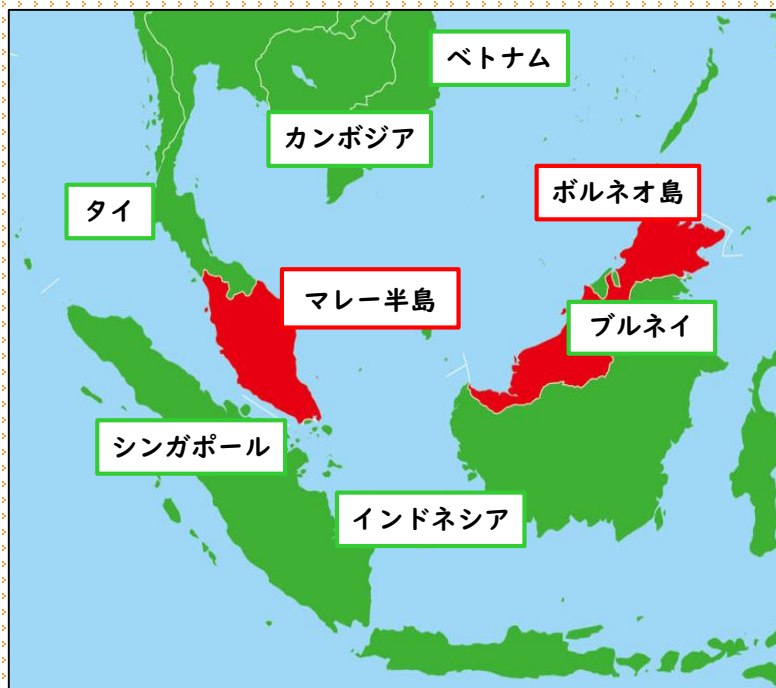 ベトナム
カンボジア
ボルネオ島
タイ
マレー半島
ブルネイ
シンガポール
インドネシア